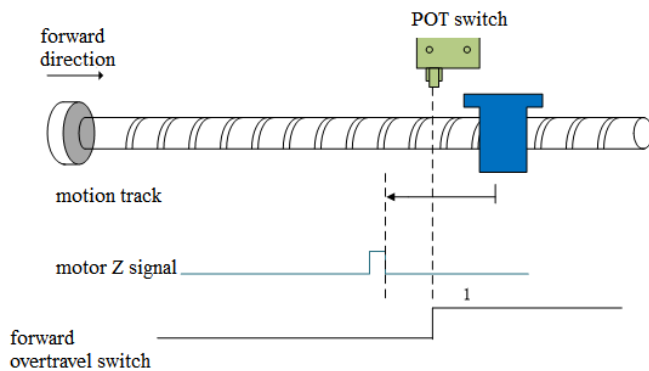 POT switch
forward
direction
motion track
motor Z signal
1
forward
overtravel switch